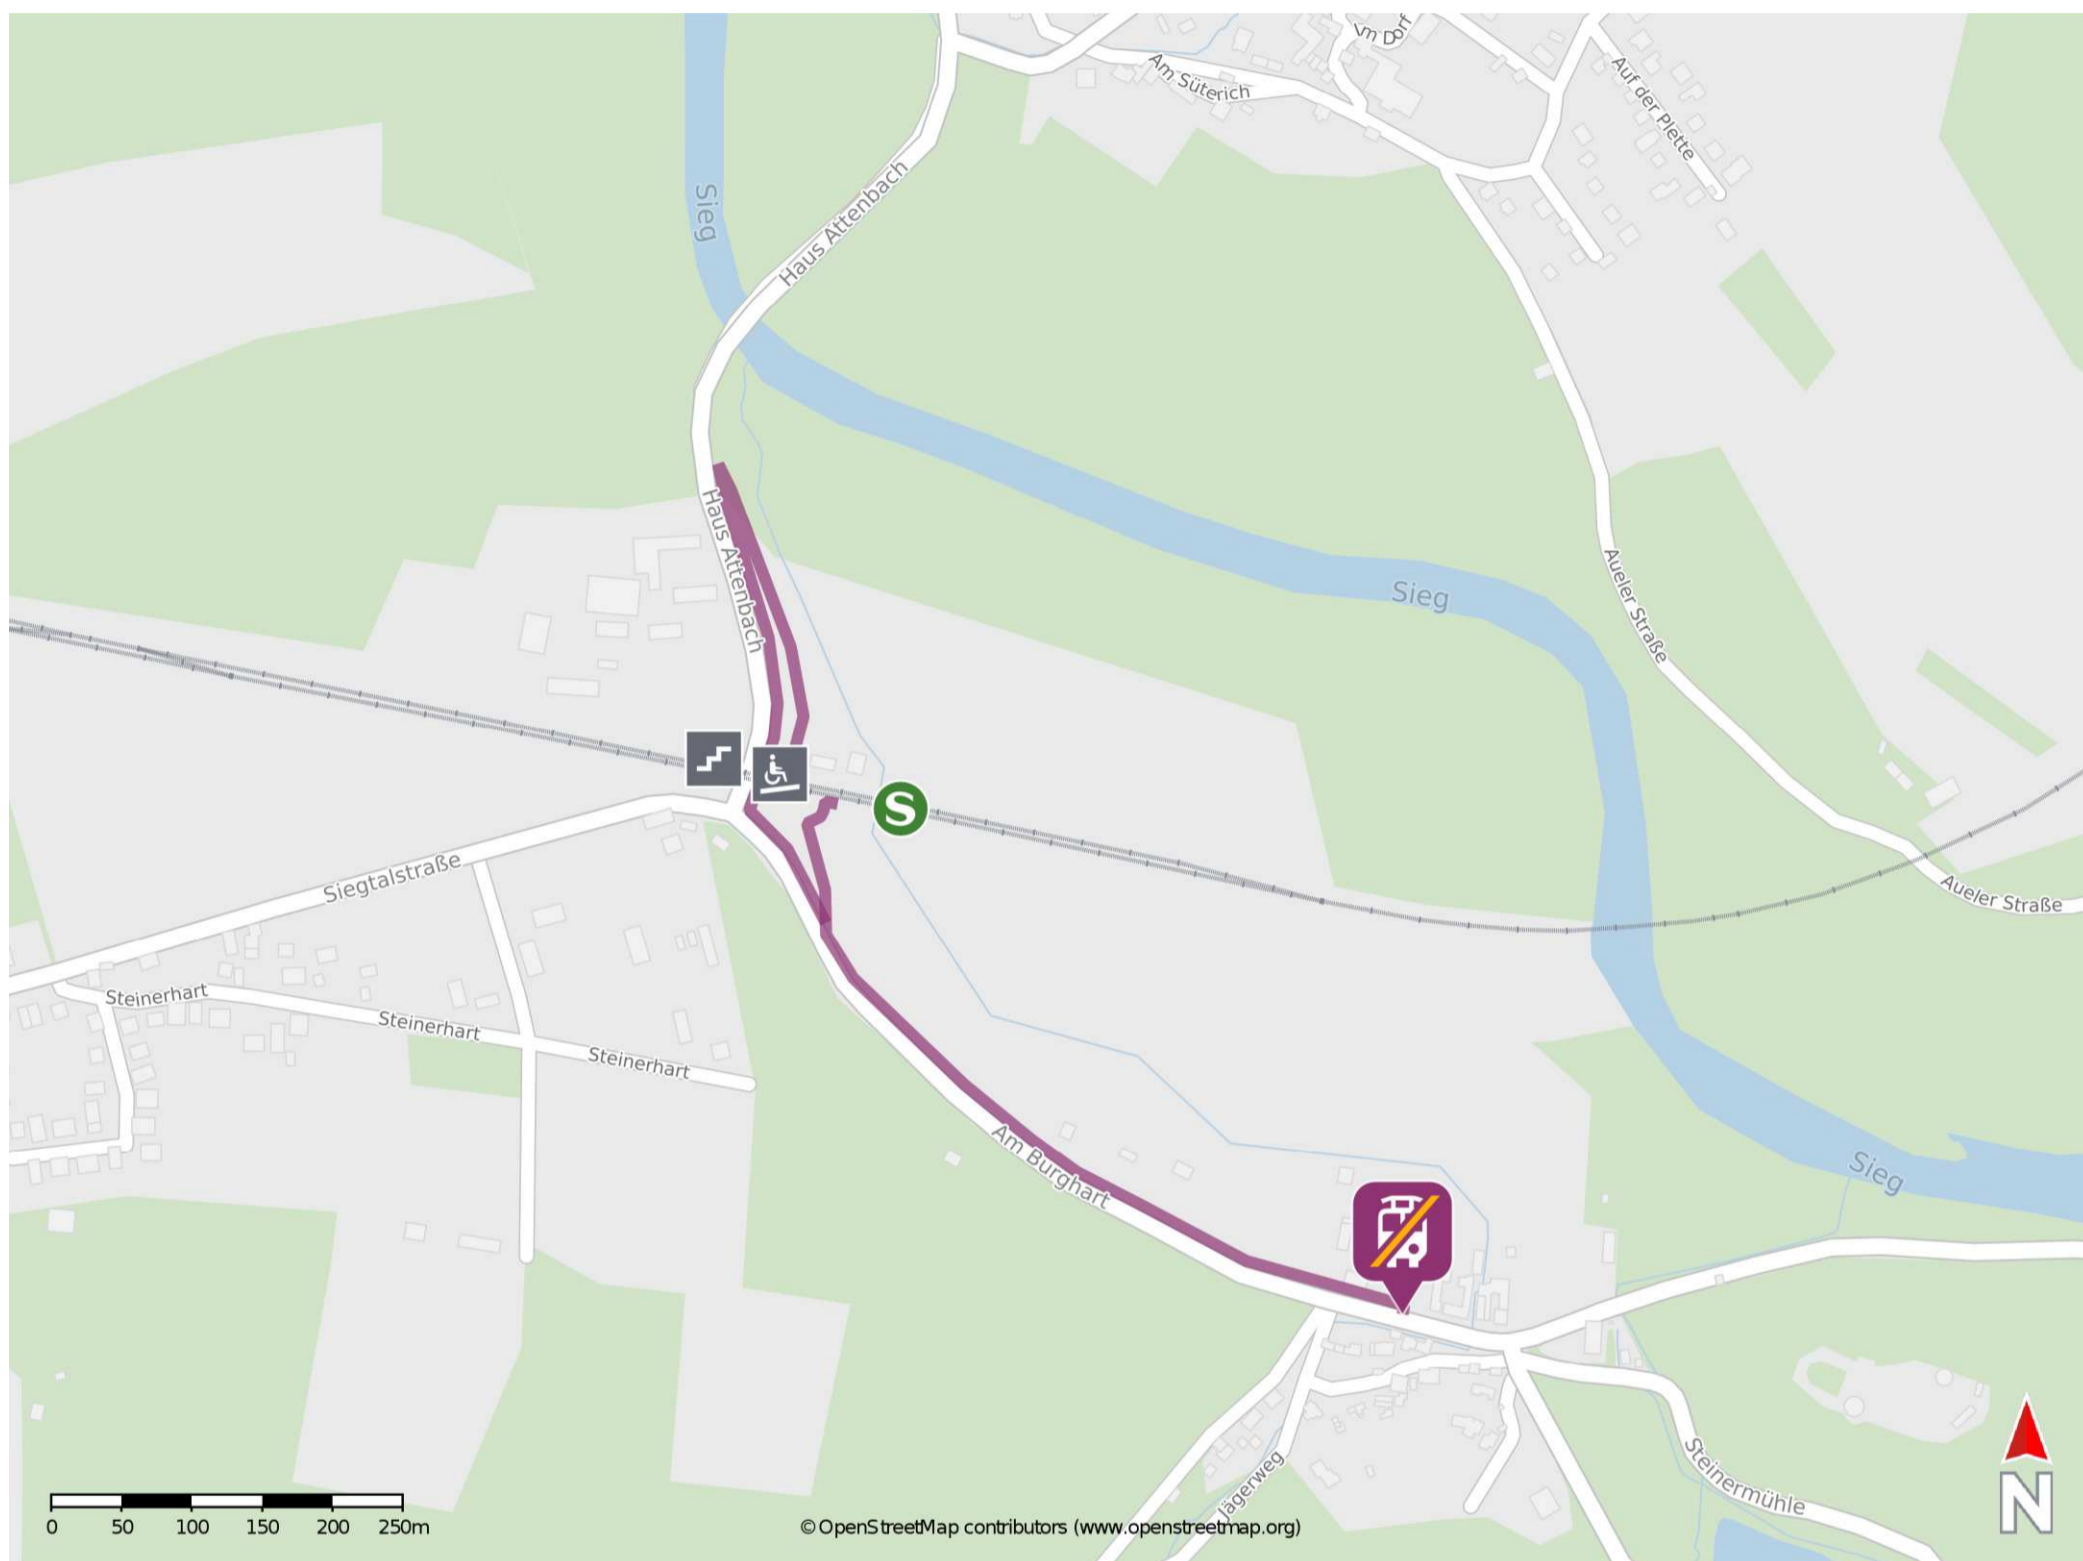 Im Dorf
Am Süterich
Auf der Plette
Sieg
Haus Attenbach
Haus Attenbach
Sieg
Aueler Straße
S
Siegtalstraße
Aueler Straße
Steinerhart
Steinerhart
Steinerhart
Am Burghart
Sieg
Jägerweg
Steinermühle
N
0 50 100 150 200 250m
© OpenStreetMap contributors (www.openstreetmap.org)